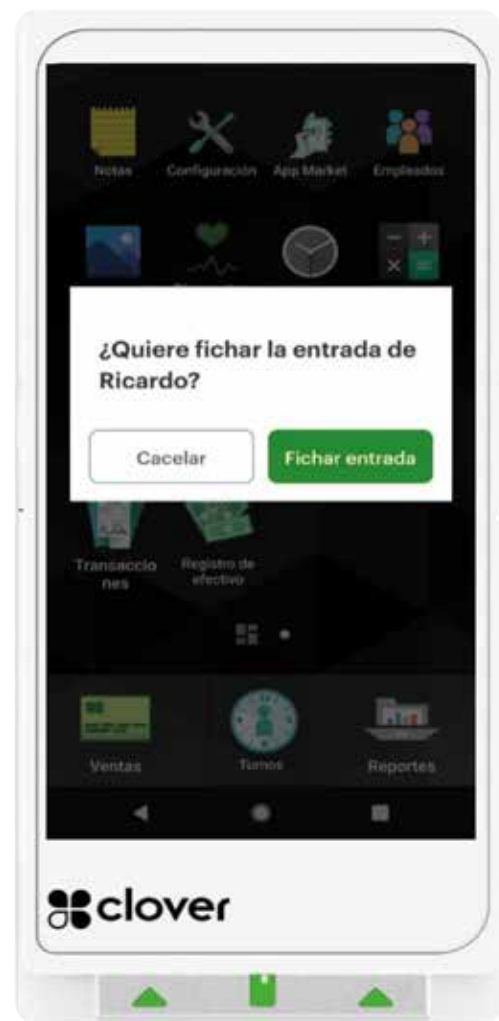 Notas Configuración App Market Empleados
¿Quiere fichar la entrada de
Ricardo?
Cacelar Fichar entrada
Transaccio
nes
Registro de
efectivo
Ventas Turnos Reportes
clover